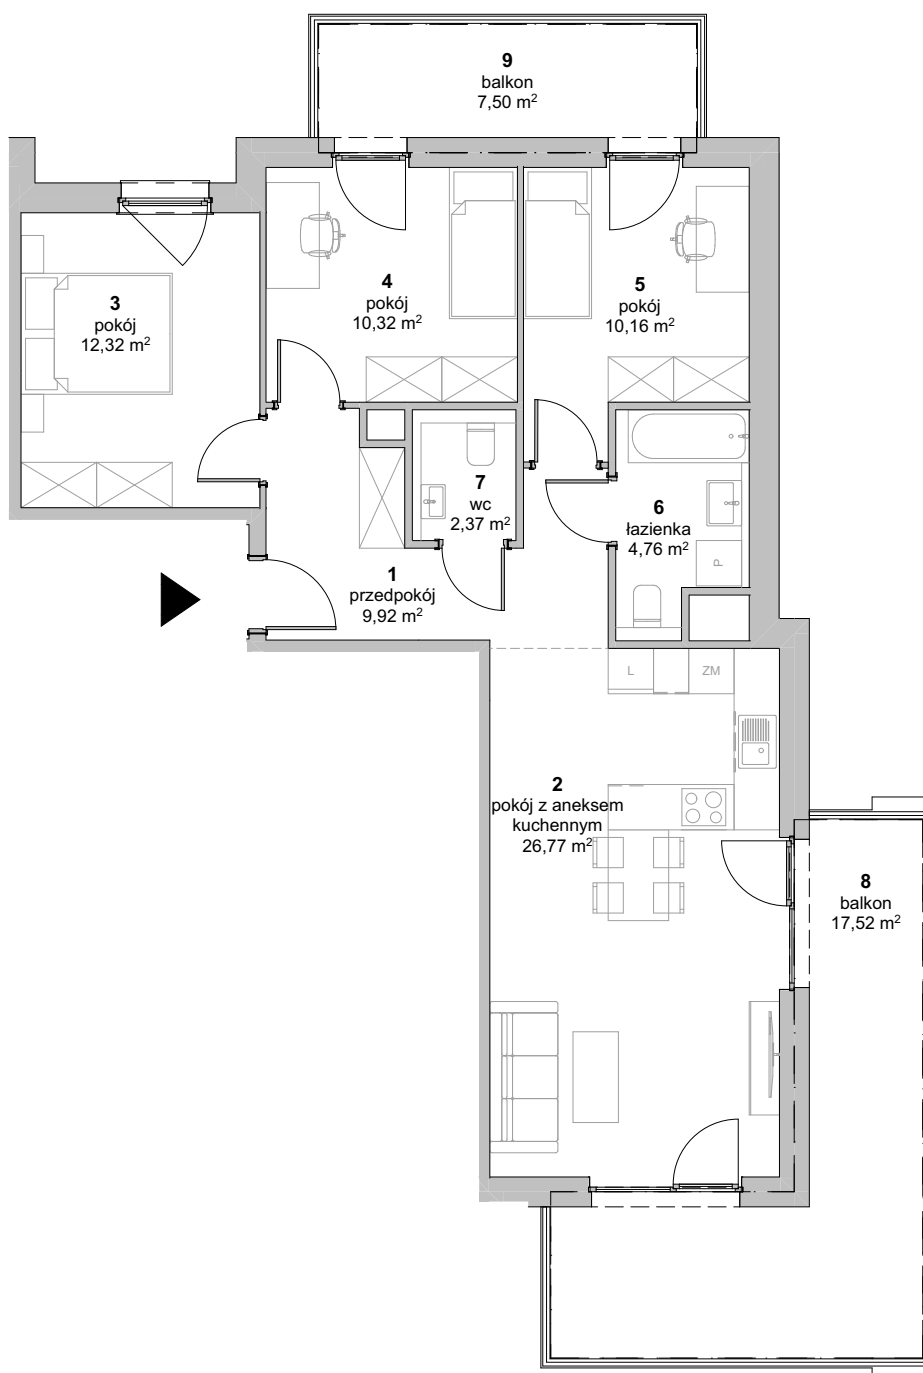 9
balkon
7,50 m²
4
pokój
10,32 m²
5
pokój
10,16 m²
3
pokój
12,32 m²
7
wc
2,37 m²
6
łazienka
4,76 m²
P
1
przedpokój
9,92 m²
L
ZM
2
pokój z aneksem
kuchennym
26,77 m²
8
balkon
17,52 m²